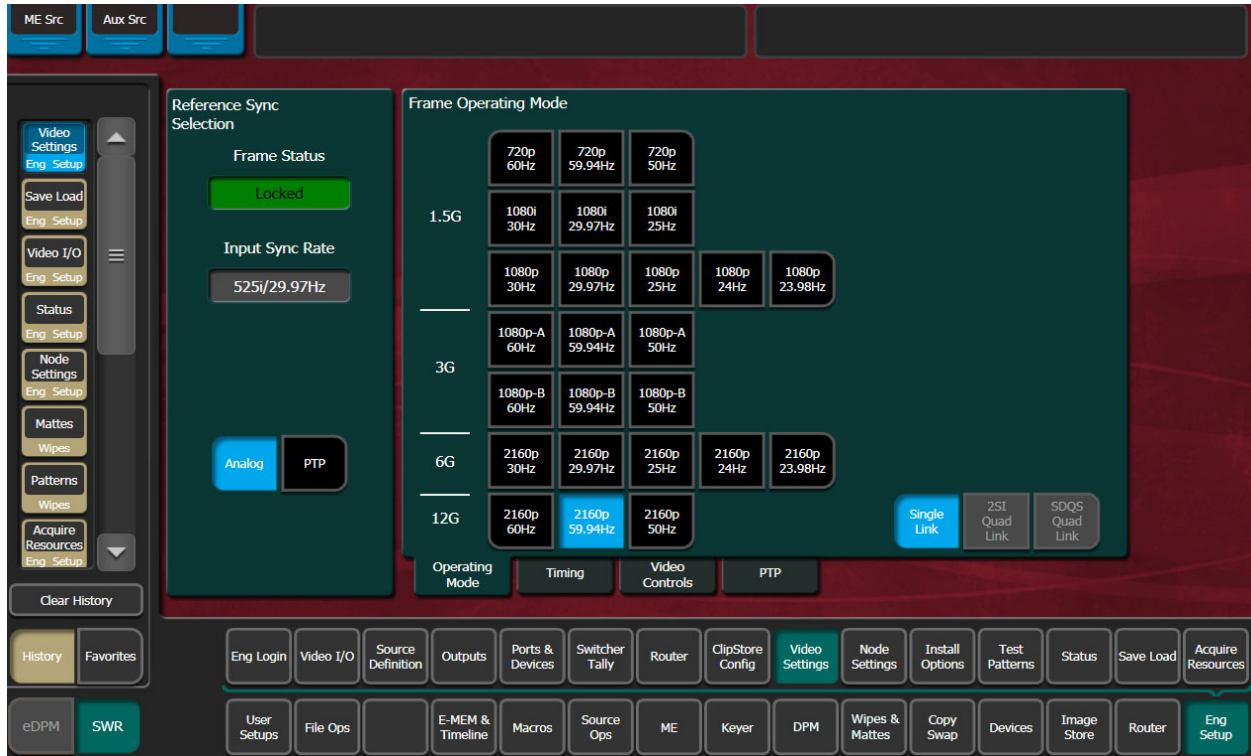 ME Src
Aux Src
Video
Settings
Eng Setup
Save Load
Eng Setup
Video I/O
Eng Setup
Status
Eng Setup
Node
Settings
Eng Setup
Mattes
Wipes
Patterns
Wipes
Acquire
Resources
Eng Setup
Clear History
History
Favorites
eDPM
SWR
Reference Sync
Selection
Frame Status
Locked
Input Sync Rate
525i/29.97Hz
Analog
PTP
Frame Operating Mode
1.5G
720p
60Hz
720p
59.94Hz
720p
50Hz
1080i
30Hz
1080i
29.97Hz
1080i
25Hz
1080p
30Hz
1080p
29.97Hz
1080p
25Hz
1080p
24Hz
1080p
23.98Hz
3G
1080p-A
60Hz
1080p-A
59.94Hz
1080p-A
50Hz
1080p-B
60Hz
1080p-B
59.94Hz
1080p-B
50Hz
6G
2160p
30Hz
2160p
29.97Hz
2160p
25Hz
2160p
24Hz
2160p
23.98Hz
12G
2160p
60Hz
2160p
59.94Hz
2160p
50Hz
Single
Link
2SI
Quad
Link
SDQS
Quad
Link
Operating
Mode
Timing
Video
Controls
PTP
Eng Login
Video I/O
Source
Definition
Outputs
Ports &
Devices
Switcher
Tally
Router
ClipStore
Config
Video
Settings
Node
Settings
Install
Options
Test
Patterns
Status
Save Load
Acquire
Resources
User
Setups
File Ops
E-MEM &
Timeline
Macros
Source
Ops
ME
Keyer
DPM
Wipes &
Mattes
Copy
Swap
Devices
Image
Store
Router
Eng
Setup